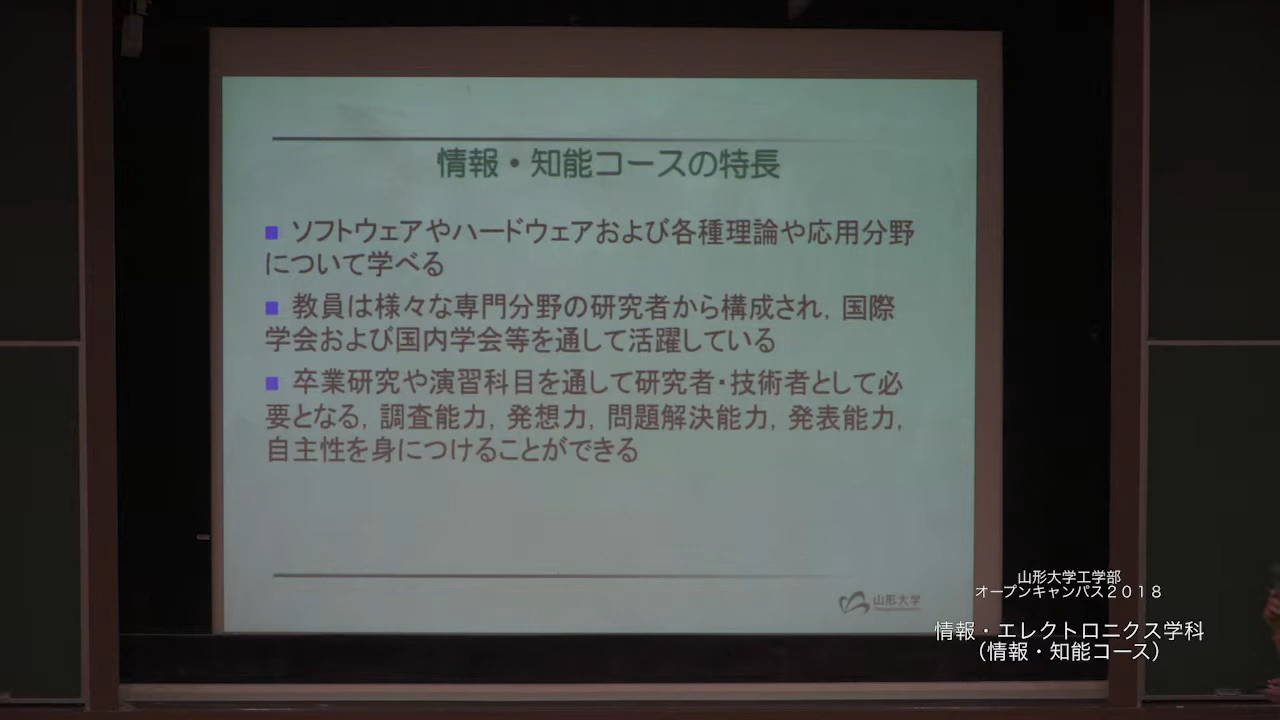 情報・知能コースの特長
■ ソフトウェアやハードウェアおよび各種理論や応用分野
について学べる
■ 教員は様々な専門分野の研究者から構成され，国際
学会および国内学会等を通して活躍している
■ 卒業研究や演習科目を通して研究者・技術者として必
要となる，調査能力，発想力，問題解決能力，発表能力，
自主性を身につけることができる
山形大学
山形大学工学部
オープンキャンパス２０１８
情報・エレクトロニクス学科
（情報・知能コース）